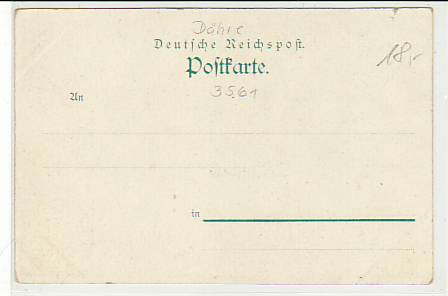 Döhre
Deutsche Reichspost.
Postkarte.
18,-
3561
An
in